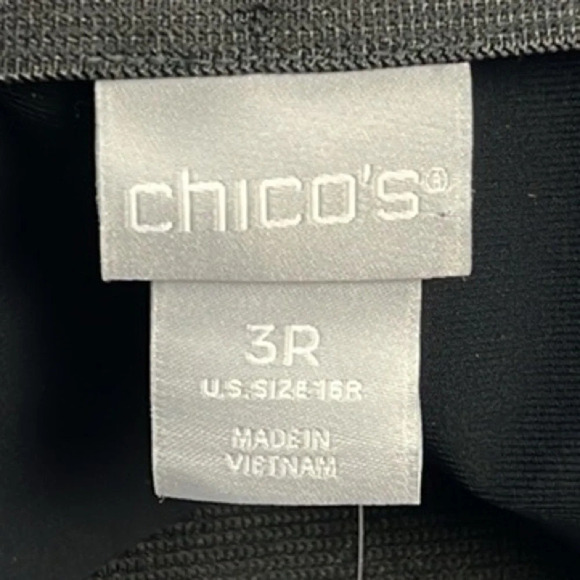 chico's®
3R
U.S. SIZE 16R
MADE IN
VIETNAM